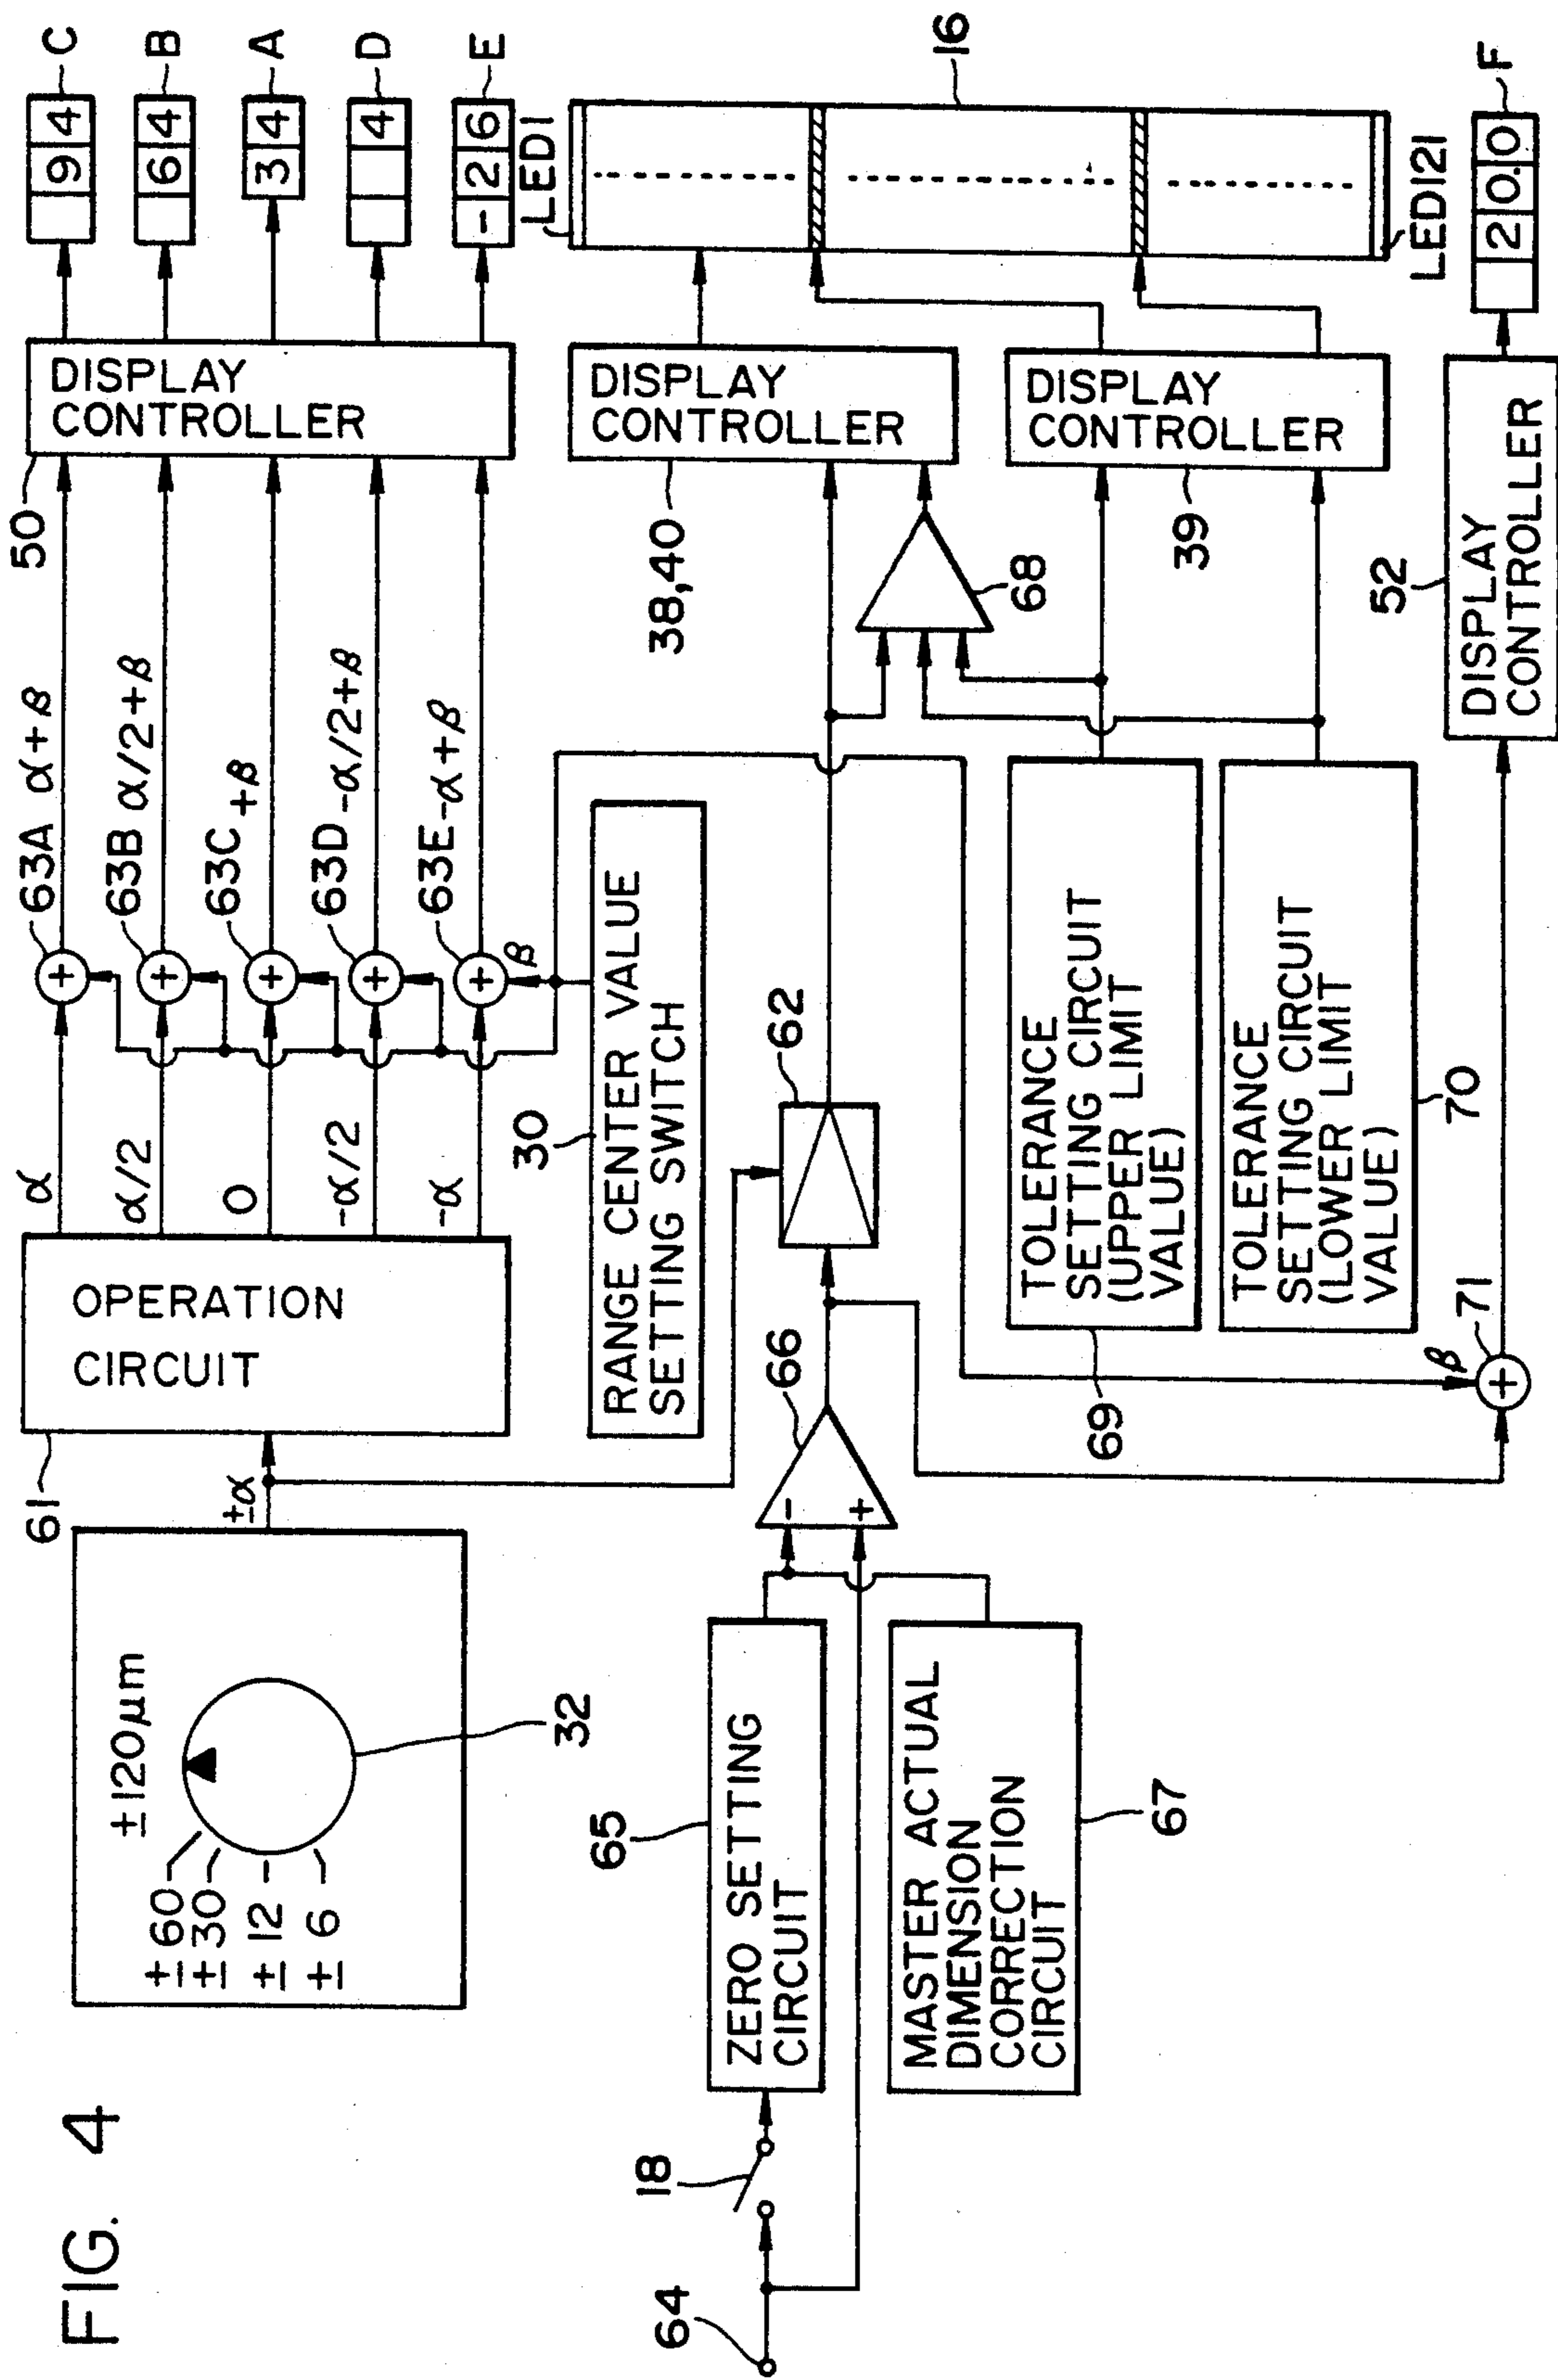 FIG. 4
±120μm
±60
±30
±12
±6
32
±α
61
OPERATION
CIRCUIT
α
α/2
0
-α/2
-α
63A α+β
63B α/2+β
63C +β
63D -α/2+β
63E -α+β
β
30
RANGE CENTER VALUE
SETTING SWITCH
50
DISPLAY
CONTROLLER
9 4
C
6 4
B
3 4
A
4
D
- 2 6
E
64
18
65
ZERO SETTING
CIRCUIT
MASTER ACTUAL
DIMENSION
CORRECTION
CIRCUIT
67
-
+
66
62
68
38,40
DISPLAY
CONTROLLER
39
DISPLAY
CONTROLLER
LED1
16
LED121
TOLERANCE
SETTING CIRCUIT
(UPPER LIMIT
VALUE)
69
TOLERANCE
SETTING CIRCUIT
(LOWER LIMIT
VALUE)
70
β
71
+
52
DISPLAY
CONTROLLER
2 0. 0
F